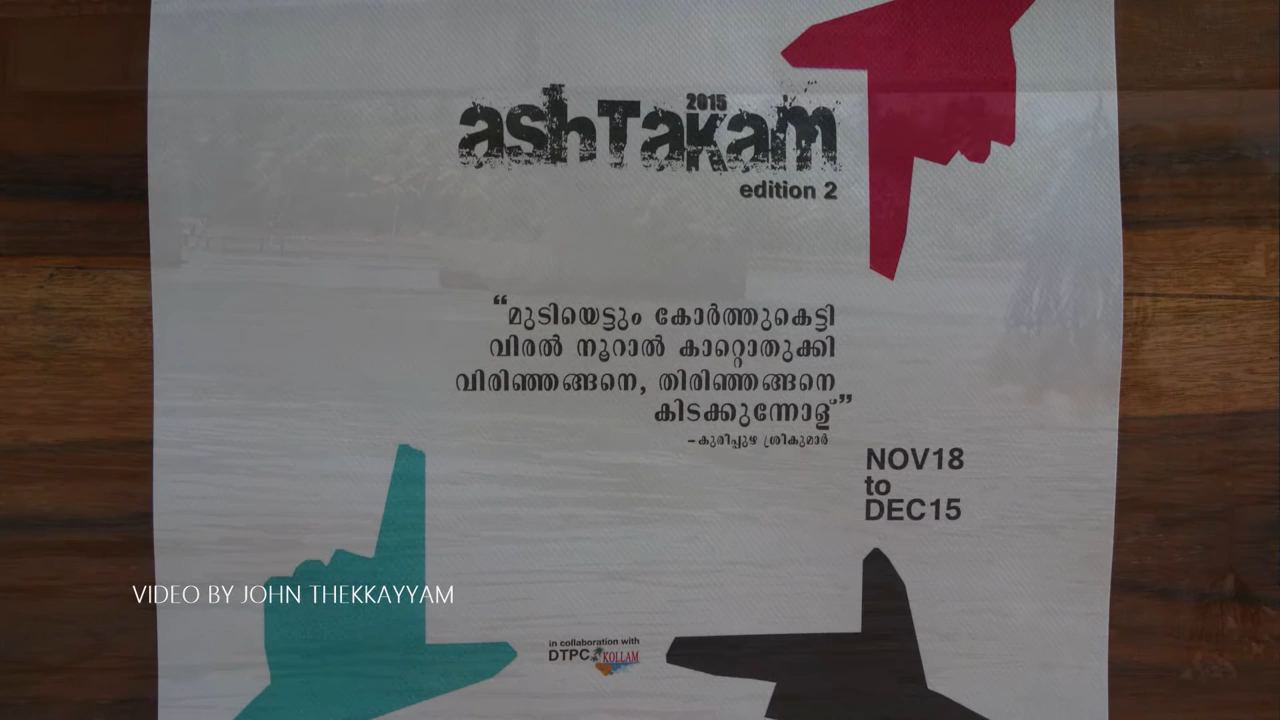 2015
ashTaKam
edition 2
“മുടിയെട്ടും കോർത്തുകെട്ടി
വിരൽ നൂറാൽ കാറ്റൊതുക്കി
വിരിഞ്ഞങ്ങനെ, തിരിഞ്ഞങ്ങനെ
കിടക്കുന്നോള്”
-കുരീപ്പുഴ ശ്രീകുമാർ
NOV18
to
DEC15
VIDEO BY JOHN THEKKAYYAM
in collaboration with
DTPC KOLLAM